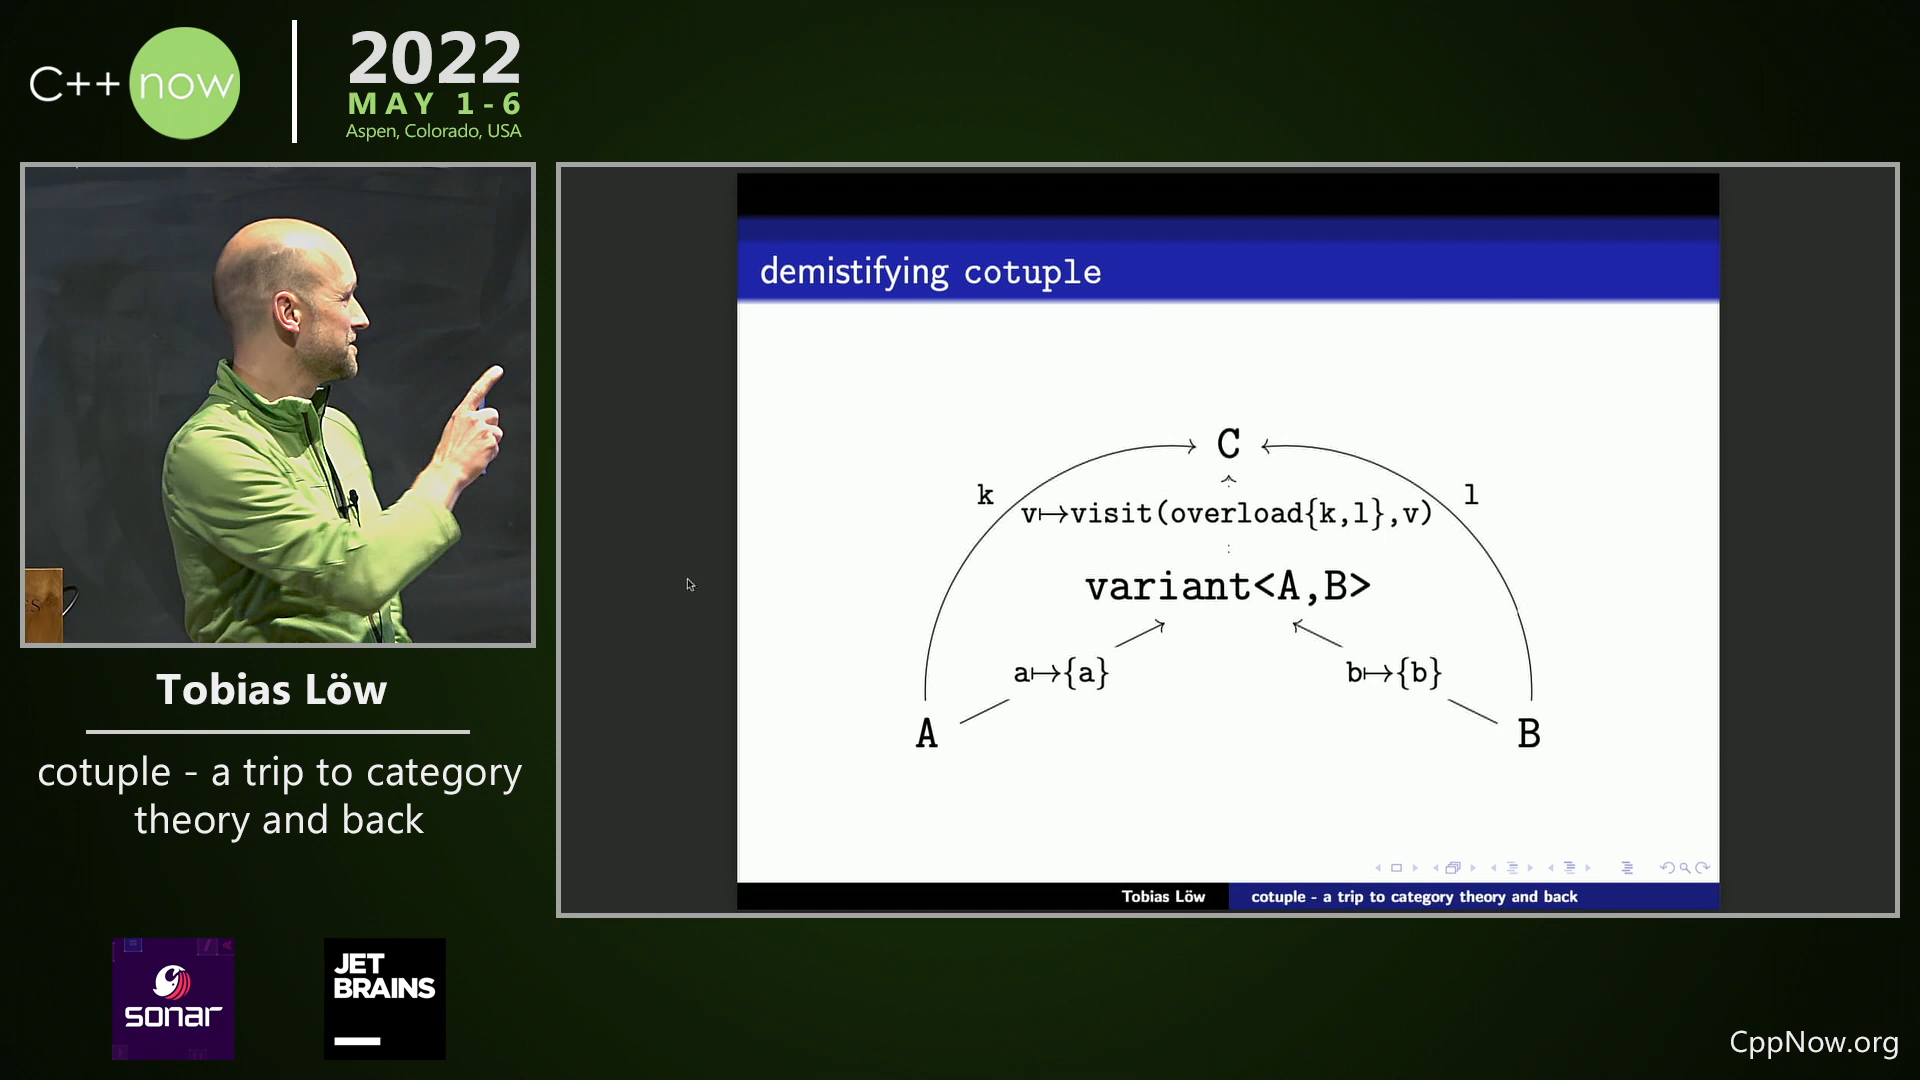 C++ now
2022
MAY 1-6
Aspen, Colorado, USA
demistifying cotuple
C
k
l
v↦visit(overload{k,l},v)
variant<A,B>
a↦{a}
b↦{b}
A
B
Tobias Löw
cotuple - a trip to category theory and back
Tobias Löw
cotuple - a trip to category
theory and back
sonar
JET
BRAINS
CppNow.org